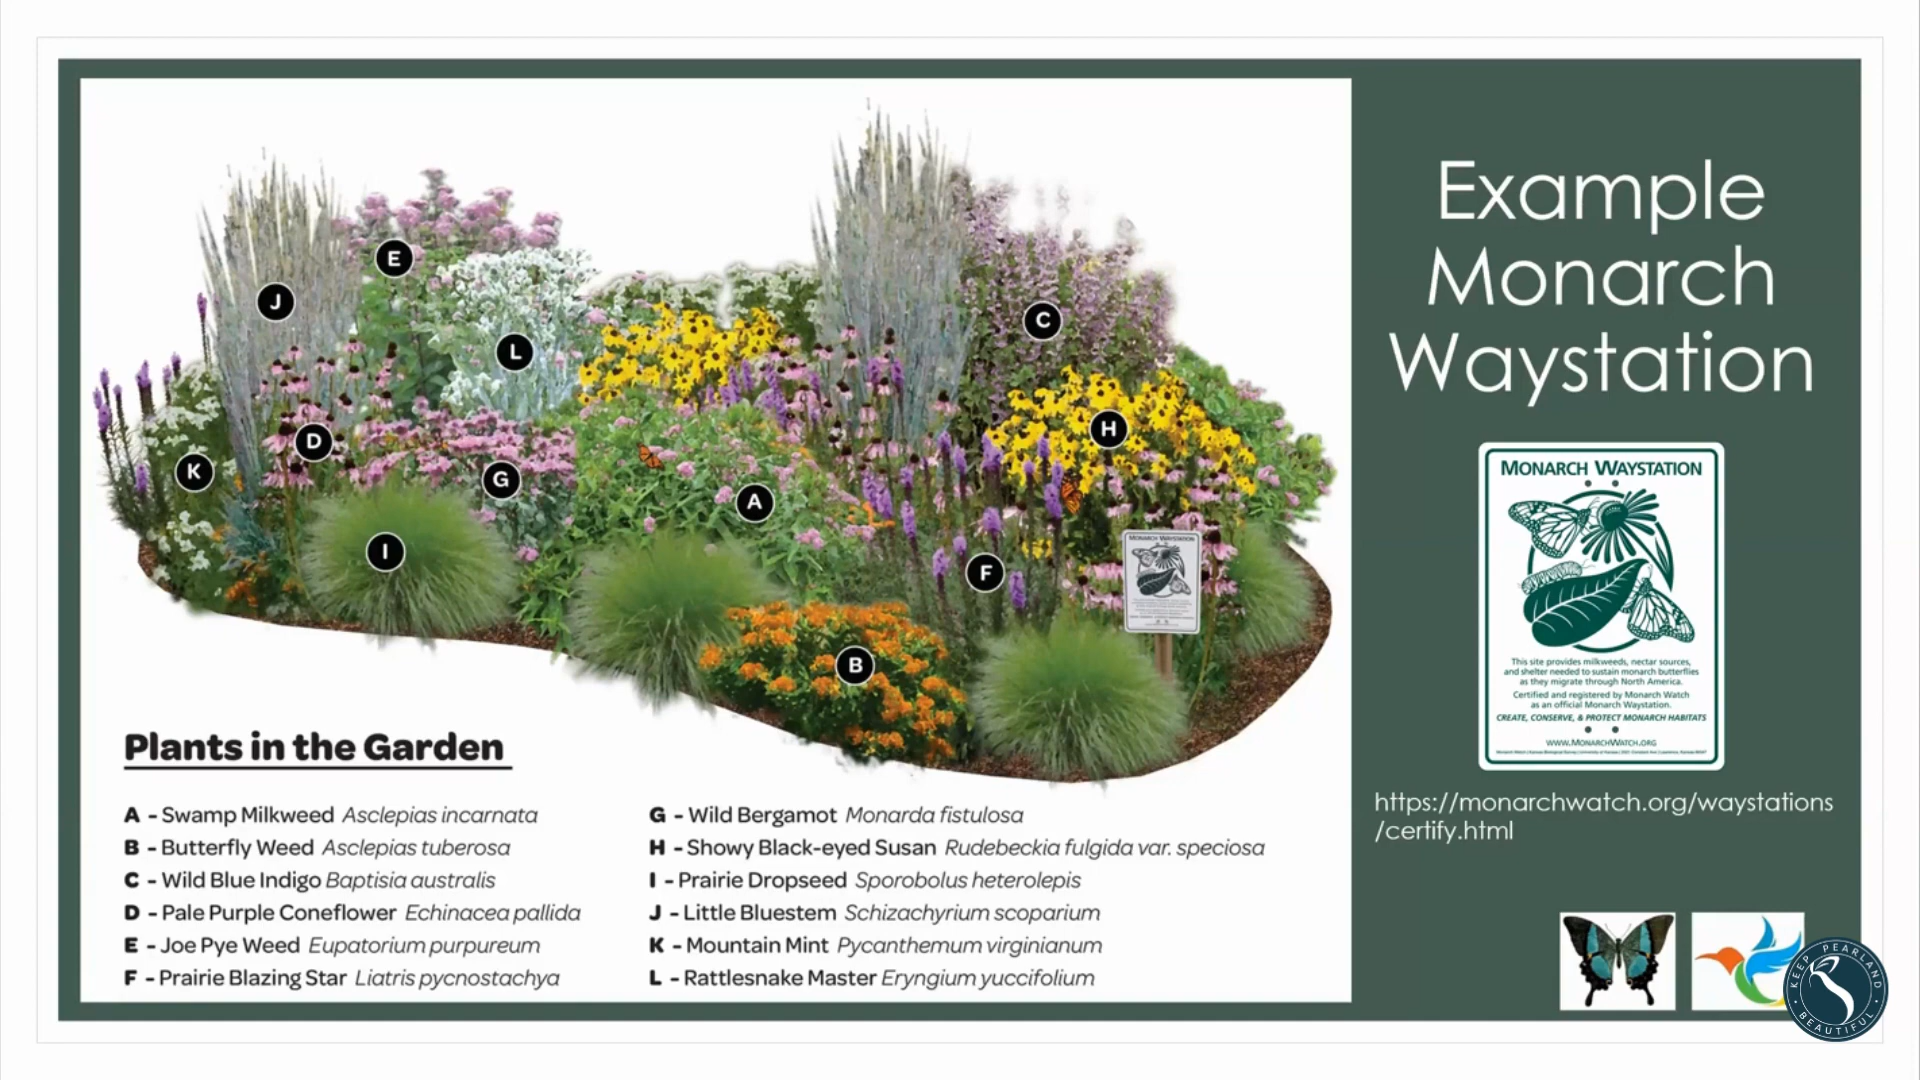 Example
Monarch
Waystation
E
J
C
L
H
D
K
G
A
I
F
B
MONARCH WAYSTATION
MONARCH WAYSTATION
This site provides milkweeds, nectar sources,
and shelter needed to sustain monarch butterflies
as they migrate through North America.
Certified and registered by Monarch Watch
as an official Monarch Waystation.
CREATE, CONSERVE, & PROTECT MONARCH HABITATS
WWW.MONARCHWATCH.ORG
https://monarchwatch.org/waystations
/certify.html
Plants in the Garden
A - Swamp Milkweed Asclepias incarnata
B - Butterfly Weed Asclepias tuberosa
C - Wild Blue Indigo Baptisia australis
D - Pale Purple Coneflower Echinacea pallida
E - Joe Pye Weed Eupatorium purpureum
F - Prairie Blazing Star Liatris pycnostachya
G - Wild Bergamot Monarda fistulosa
H - Showy Black-eyed Susan Rudebeckia fulgida var. speciosa
I - Prairie Dropseed Sporobolus heterolepis
J - Little Bluestem Schizachyrium scoparium
K - Mountain Mint Pycanthemum virginianum
L - Rattlesnake Master Eryngium yuccifolium
KEEP PEARLAND
BEAUTIFUL